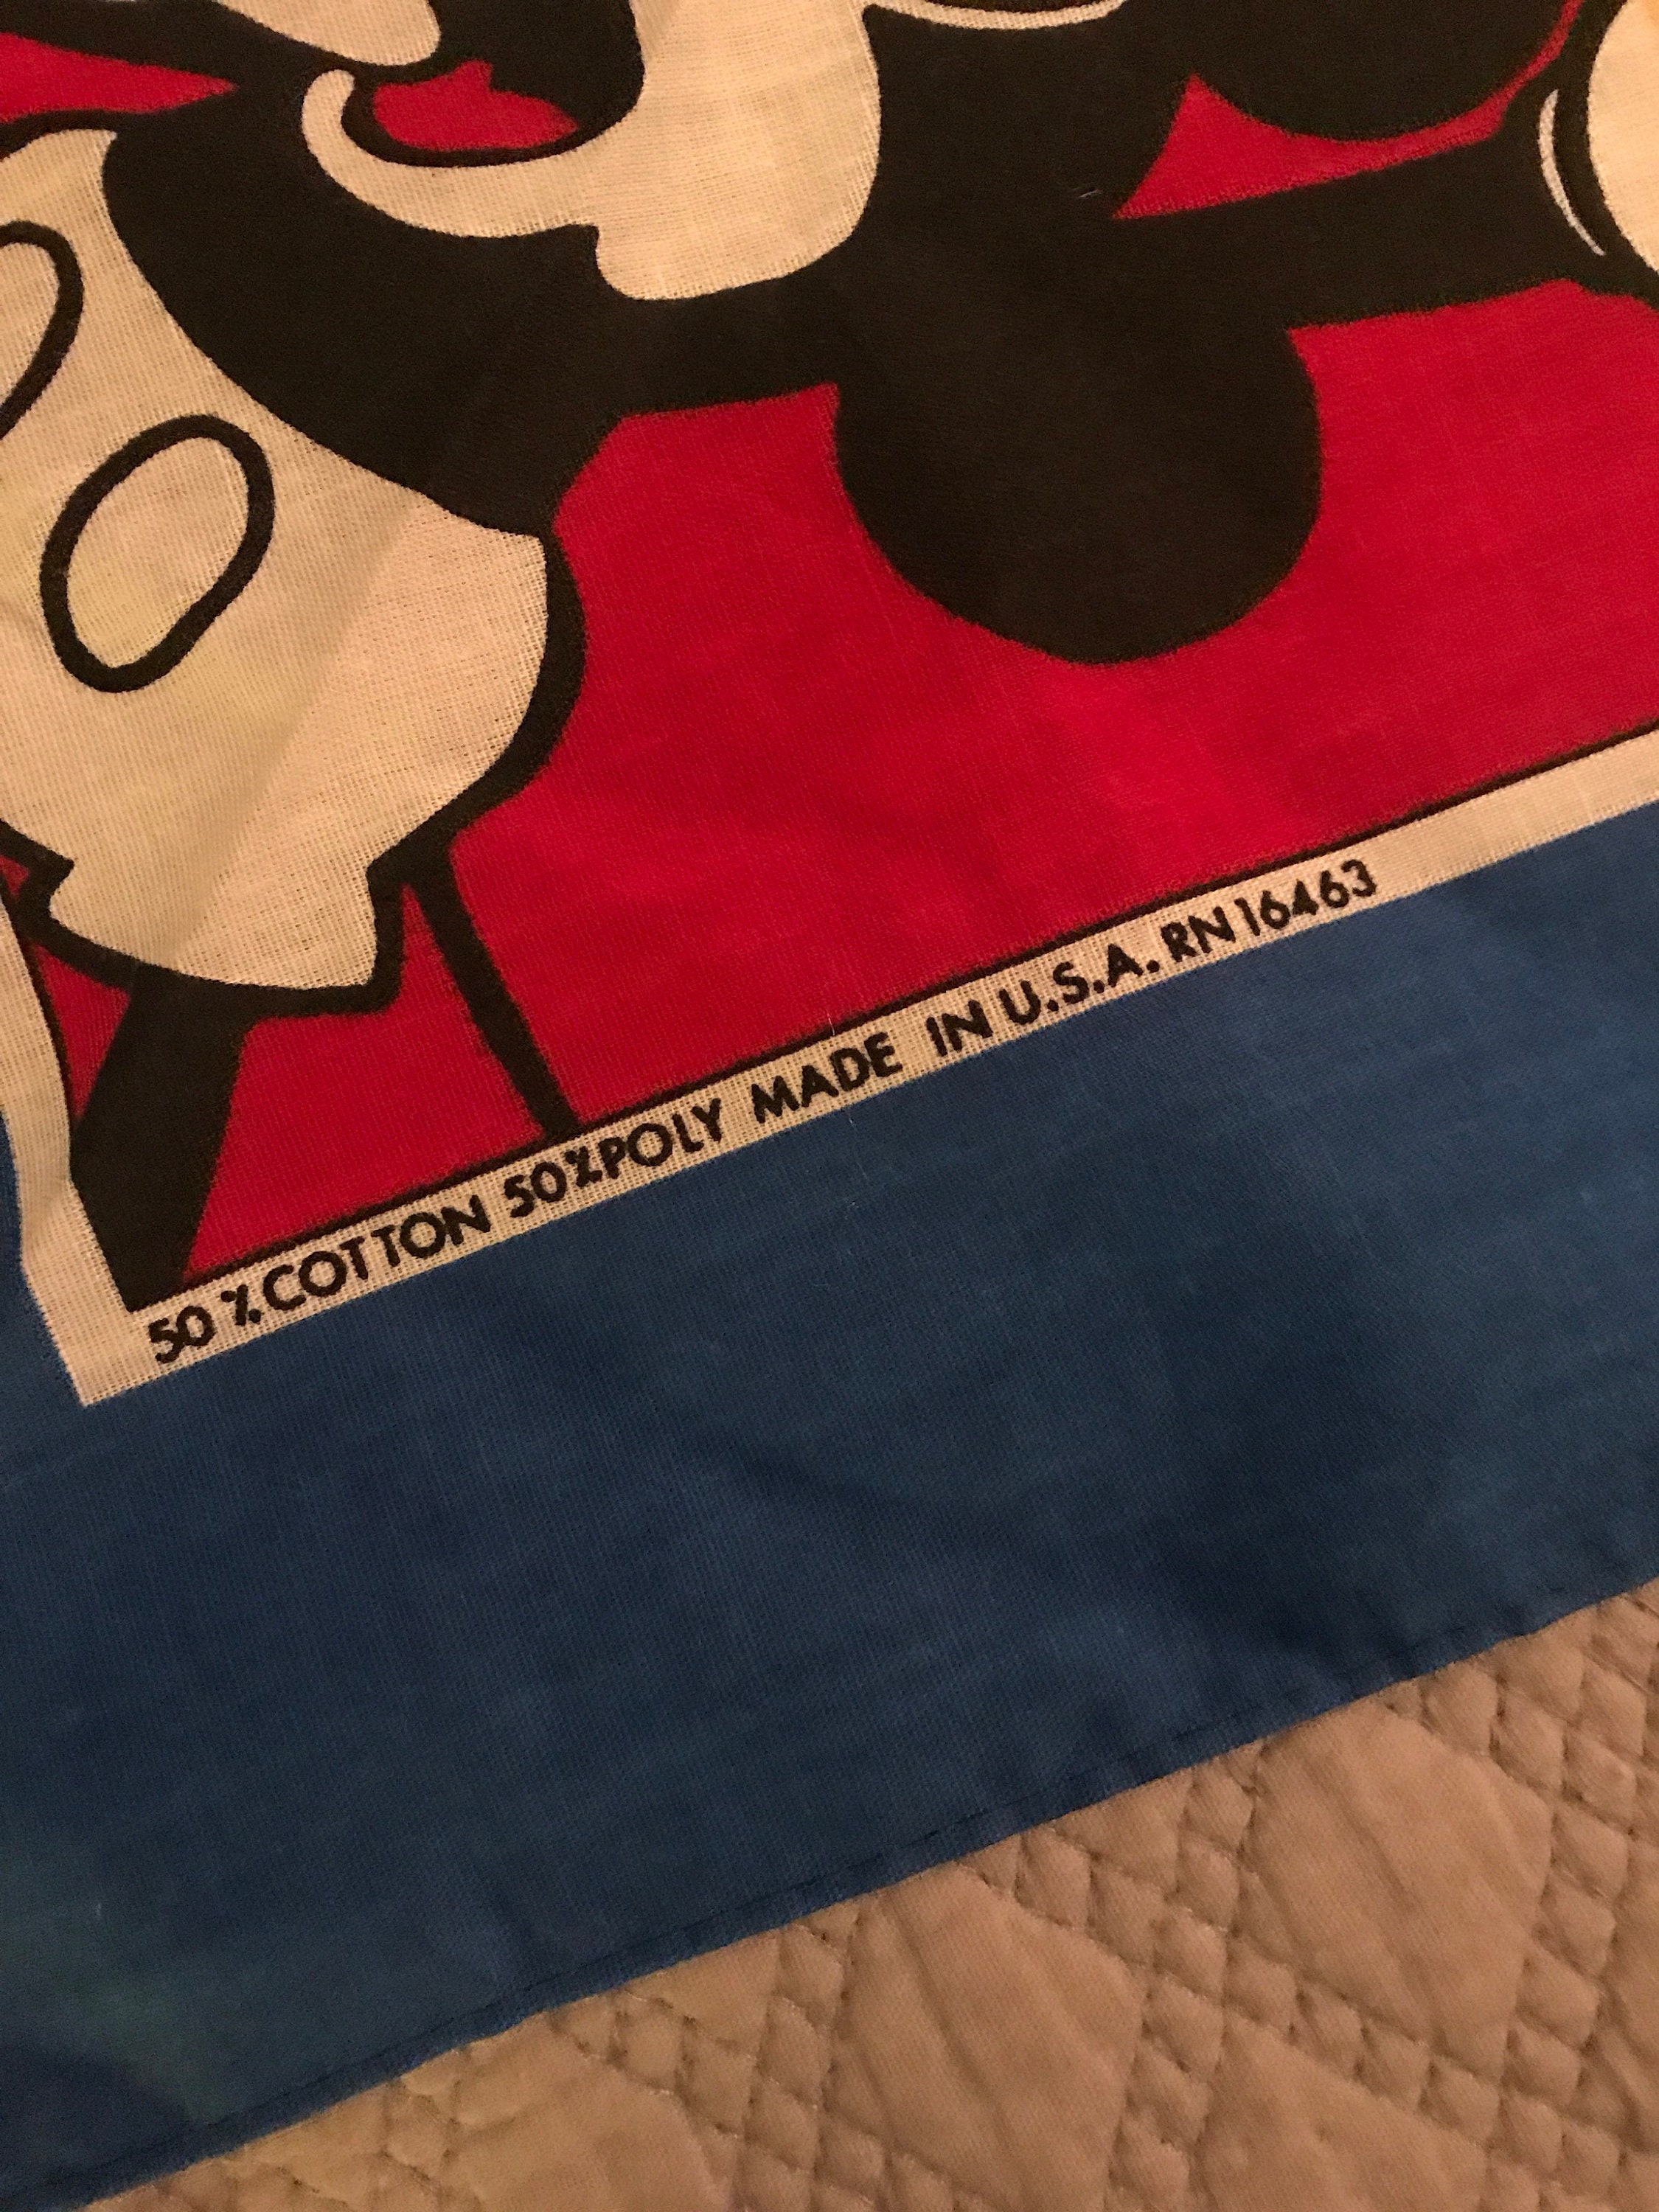 50 % COTTON 50% POLY MADE IN U.S.A. RN 16463